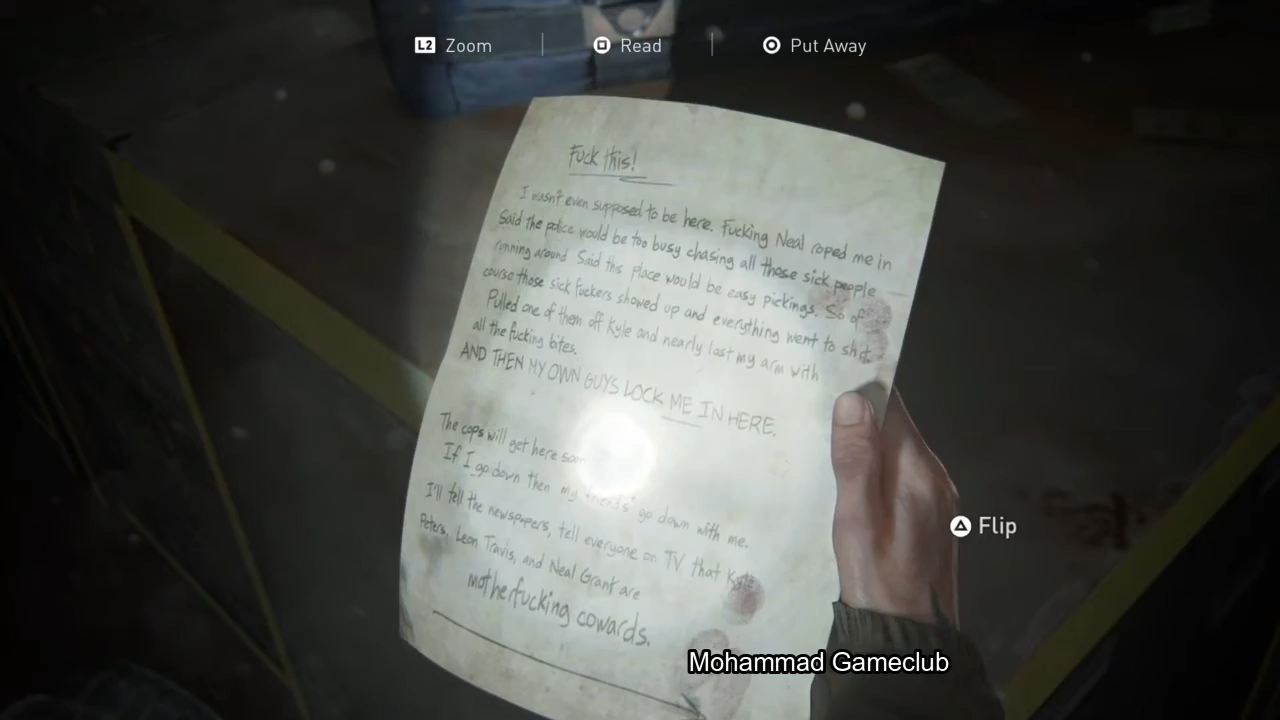 L2 Zoom
Read
Put Away
Fuck this!
I wasn't even supposed to be here. Fucking Neal roped me in
Said the police would be too busy chasing all those sick people
running around. Said this place would be easy pickings. So of
course those sick fuckers showed up and everything went to shit.
Pulled one of them off Kyle and nearly lost my arm with
all the fucking bites.
AND THEN MY OWN GUYS LOCK ME IN HERE.
The cops will get here soon
If I go down then my "friends" go down with me.
I'll tell the newspapers, tell everyone on TV that Kyle
Peters, Leon Travis, and Neal Grant are
motherfucking cowards.
Flip
Mohammad Gameclub